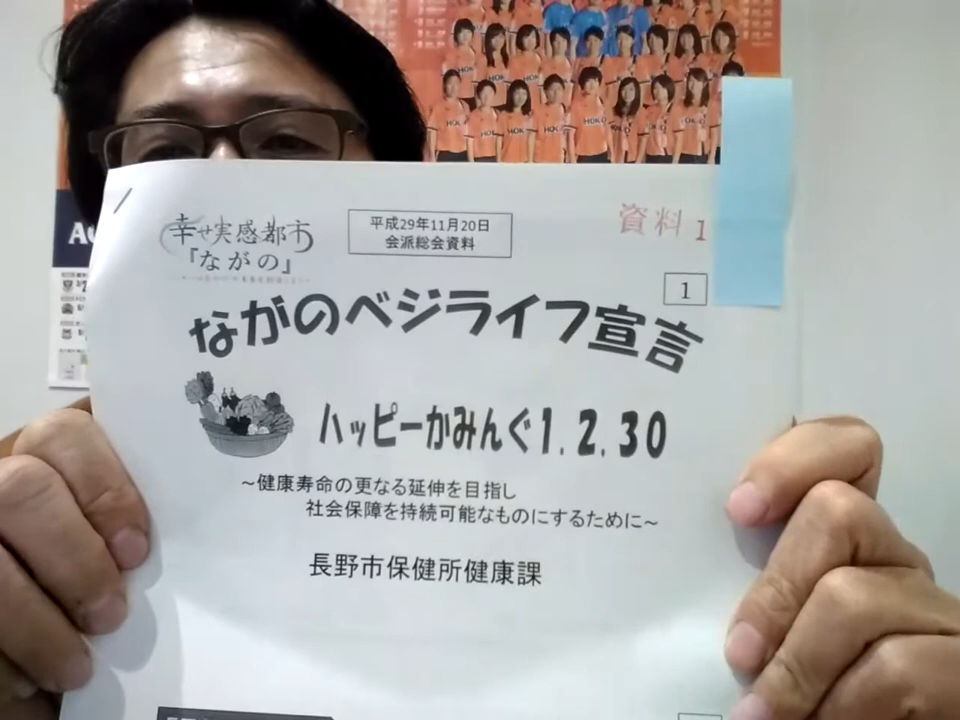 幸せ実感都市
『ながの』
平成29年11月20日
会派総会資料
資料1
1
ながのベジライフ宣言
ハッピーかみんぐ1.2.30
~健康寿命の更なる延伸を目指し
社会保障を持続可能なものにするために~
長野市保健所健康課